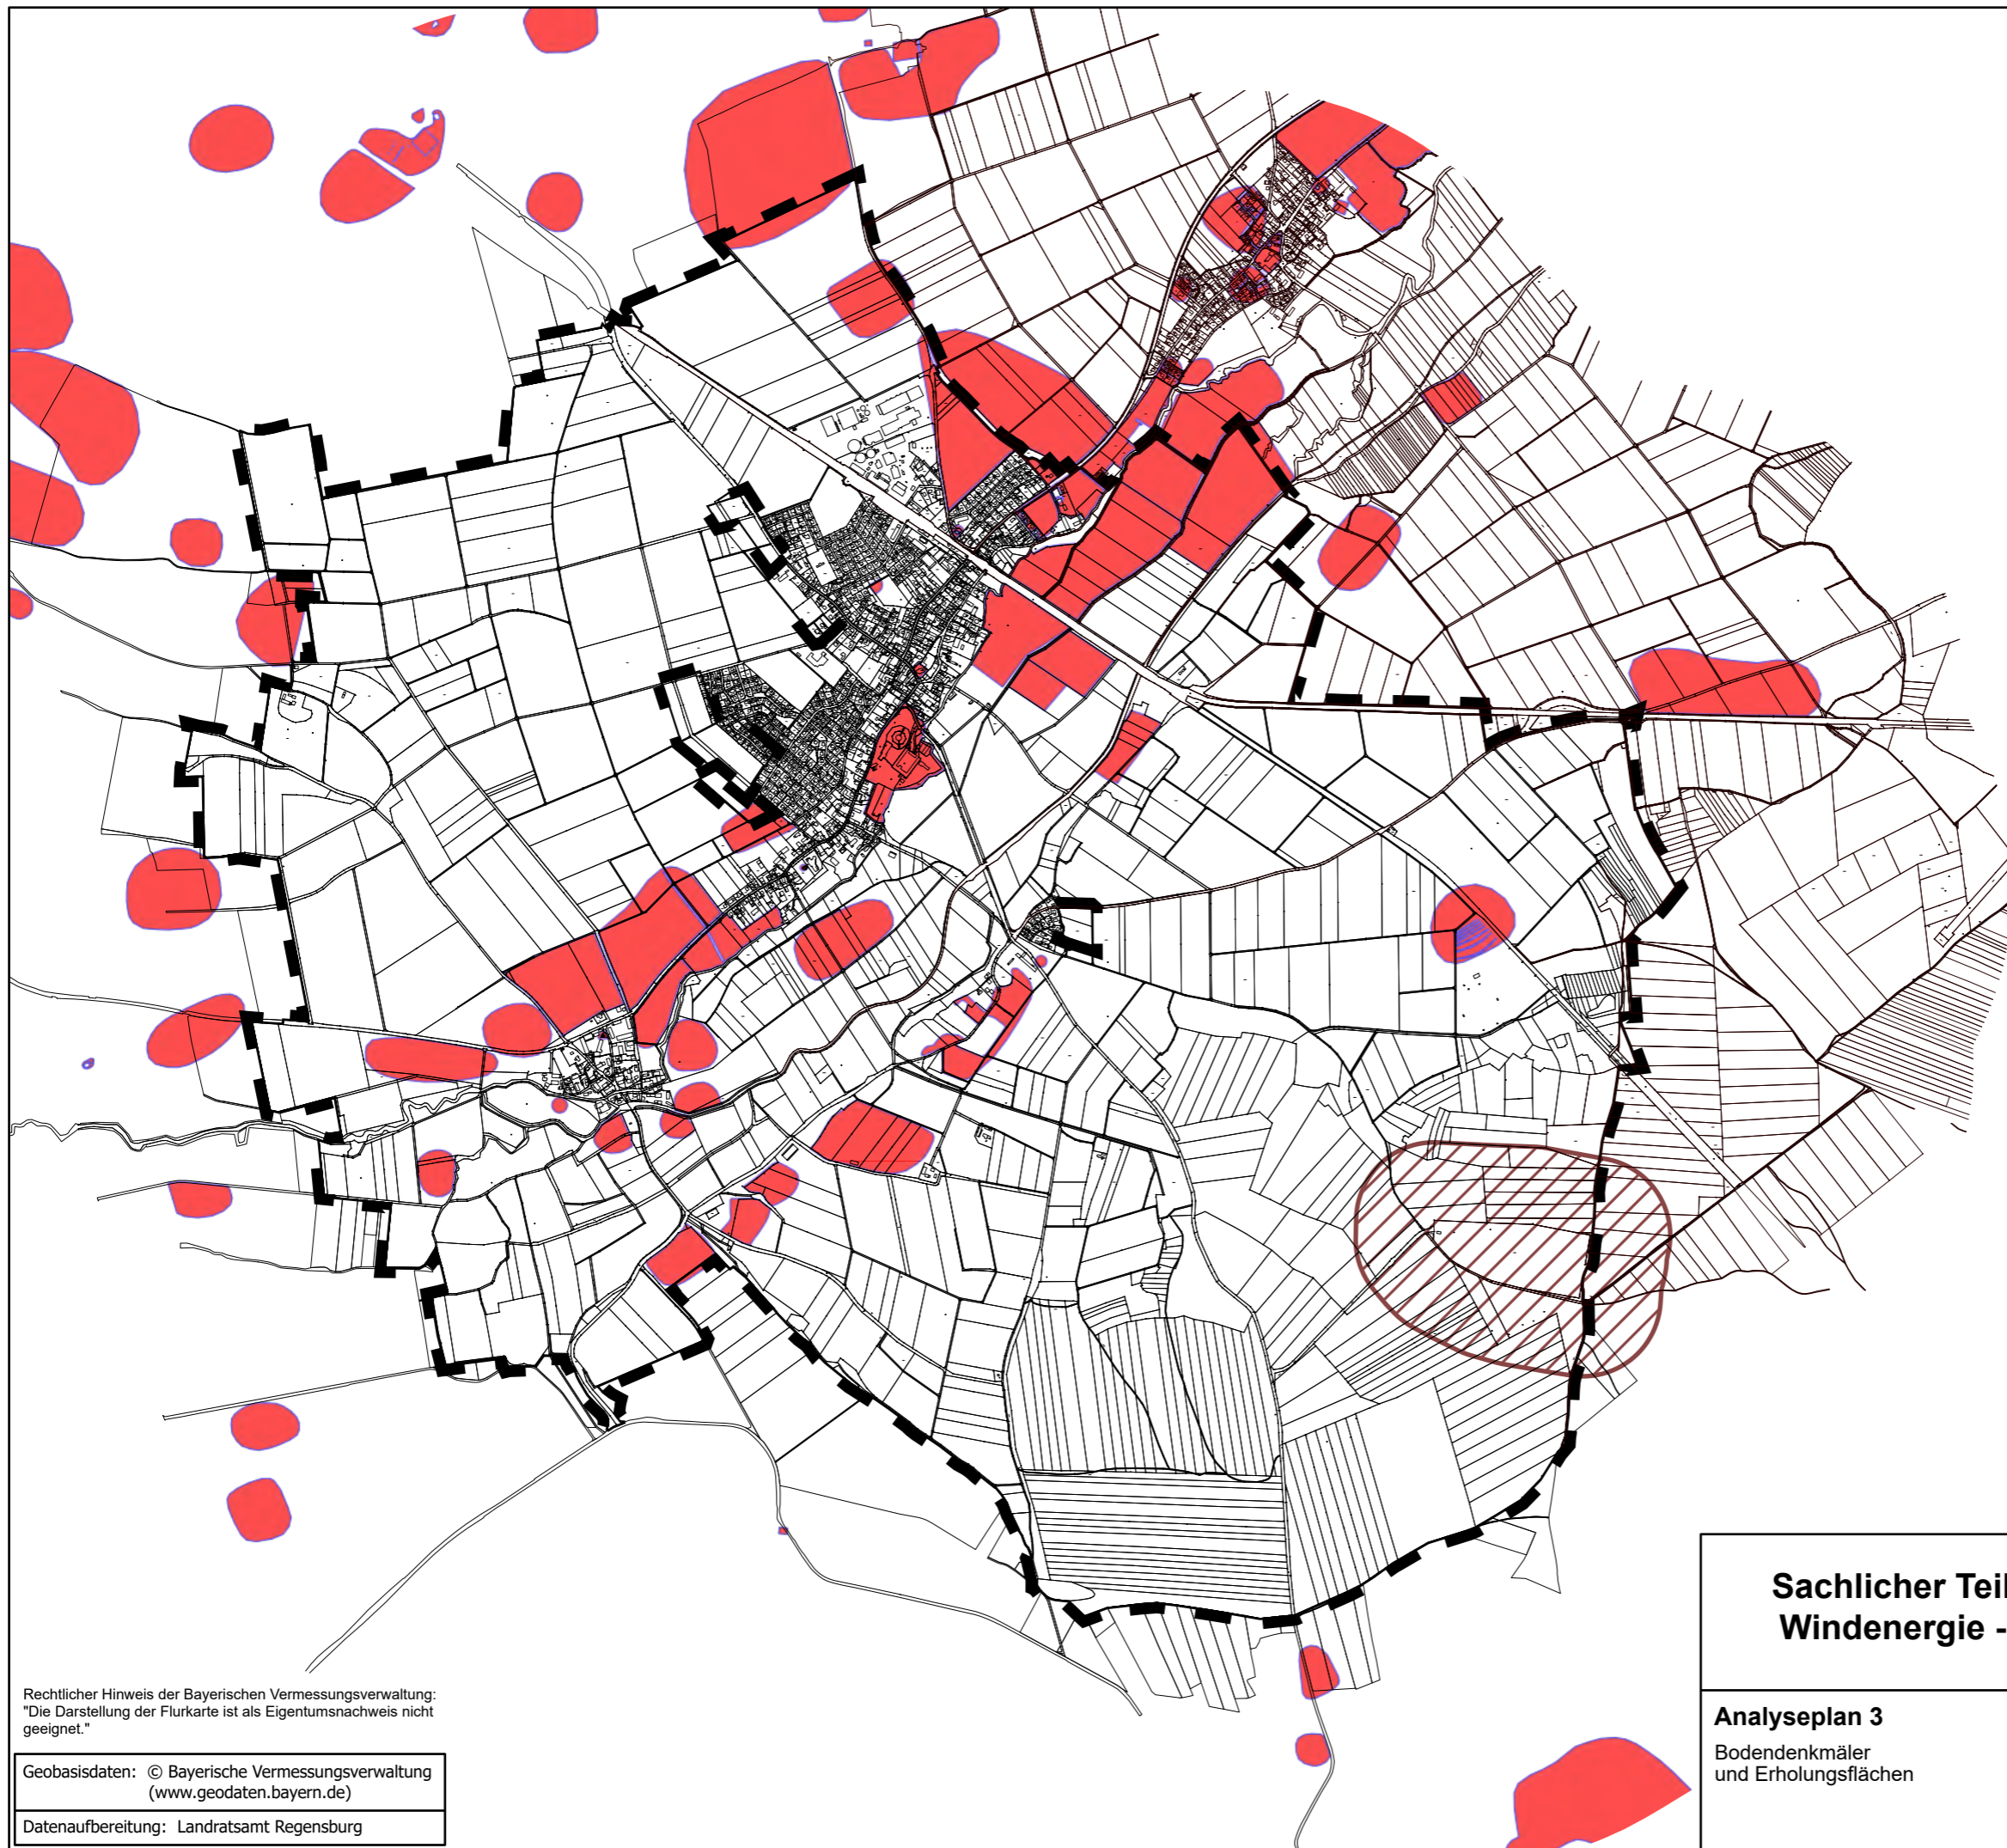 Rechtlicher Hinweis der Bayerischen Vermessungsverwaltung:
"Die Darstellung der Flurkarte ist als Eigentumsnachweis nicht
geeignet."
Geobasisdaten: © Bayerische Vermessungsverwaltung
(www.geodaten.bayern.de)
Datenaufbereitung: Landratsamt Regensburg
Sachlicher Teil
Windenergie -
Analyseplan 3
Bodendenkmäler
und Erholungsflächen